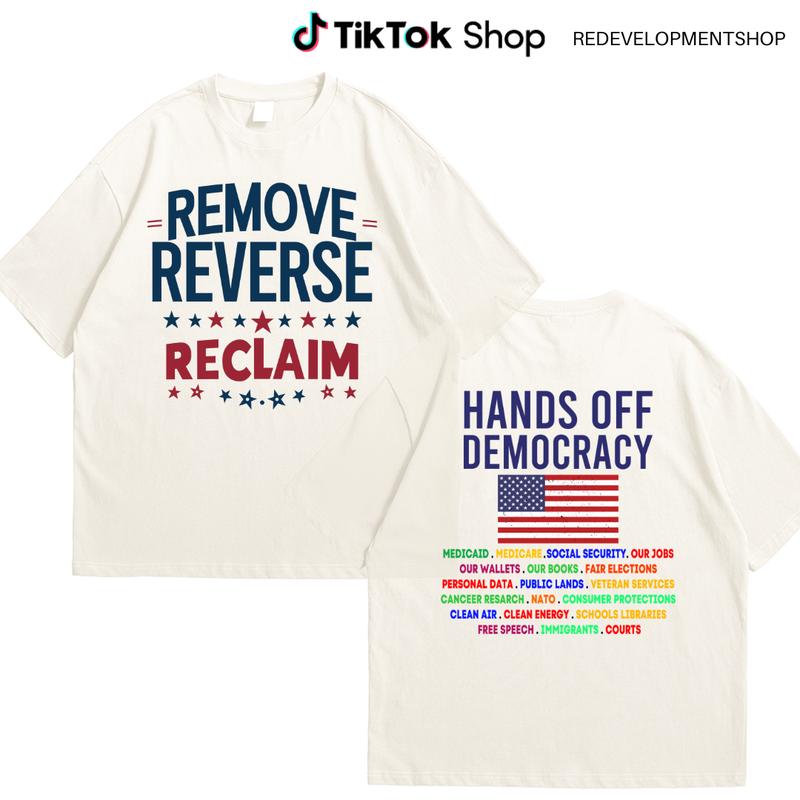 TikTok Shop REDEVELOPMENTSHOP
REMOVE
REVERSE
RECLAIM
HANDS OFF
DEMOCRACY
MEDICAID . MEDICARE .SOCIAL SECURITY. OUR JOBS
OUR WALLETS . OUR BOOKS . FAIR ELECTIONS
PERSONAL DATA . PUBLIC LANDS . VETERAN SERVICES
CANCEER RESARCH . NATO . CONSUMER PROTECTIONS
CLEAN AIR . CLEAN ENERGY . SCHOOLS LIBRARIES
FREE SPEECH . IMMIGRANTS . COURTS